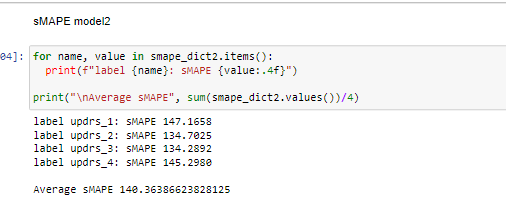 sMAPE model2
04]: for name, value in smape_dict2.items():
print(f"label {name}: sMAPE {value:.4f}")
print("\nAverage sMAPE", sum(smape_dict2.values())/4)
label updrs_1: sMAPE 147.1658
label updrs_2: sMAPE 134.7025
label updrs_3: sMAPE 134.2892
label updrs_4: sMAPE 145.2980
Average sMAPE 140.36386623828125